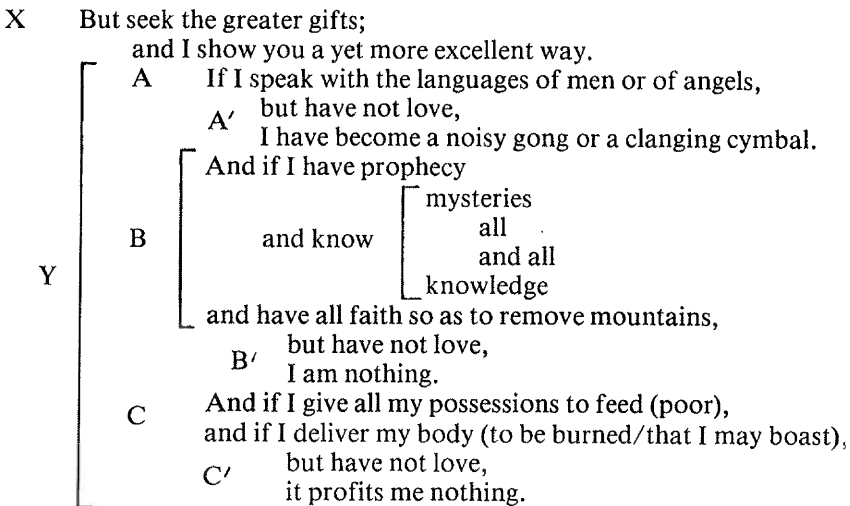 X But seek the greater gifts;
and I show you a yet more excellent way.
A If I speak with the languages of men or of angels,
but have not love,
A′
I have become a noisy gong or a clanging cymbal.
And if I have prophecy
mysteries
all
B and know
and all
Y
knowledge
and have all faith so as to remove mountains,
but have not love,
B′
I am nothing.
C And if I give all my possessions to feed (poor),
and if I deliver my body (to be burned/that I may boast),
but have not love,
C′
it profits me nothing.